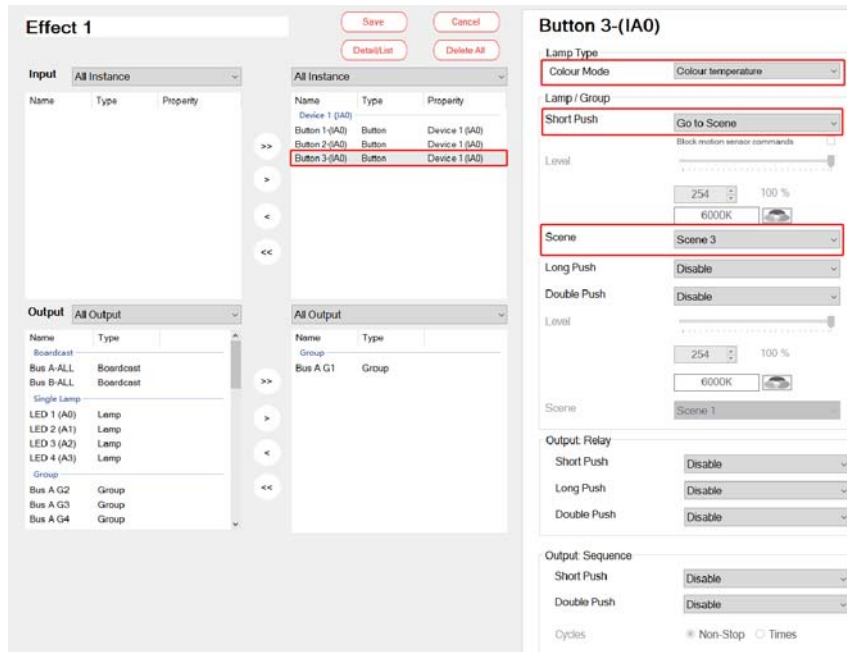 Effect 1
Save
Cancel
Detail/List
Delete All
Input
All Instance
All Instance
Name Type Property
Name Type Property
Device 1 (IA0)
Button 1-(IA0) Button Device 1 (IA0)
Button 2-(IA0) Button Device 1 (IA0)
Button 3-(IA0) Button Device 1 (IA0)
>>
>
<
<<
Output
All Output
All Output
Name Type
Boardcast
Bus A-ALL Boardcast
Bus B-ALL Boardcast
Single Lamp
LED 1 (A0) Lamp
LED 2 (A1) Lamp
LED 3 (A2) Lamp
LED 4 (A3) Lamp
Group
Bus A G2 Group
Bus A G3 Group
Bus A G4 Group
Name Type
Group
Bus A G1 Group
>>
>
<
<<
Button 3-(IA0)
Lamp Type
Colour Mode Colour temperature
Lamp / Group
Short Push Go to Scene
Block motion sensor commands
Level
254 100 %
6000K
Scene Scene 3
Long Push Disable
Double Push Disable
Level
254 100 %
6000K
Scene Scene 1
Output: Relay
Short Push Disable
Long Push Disable
Double Push Disable
Output: Sequence
Short Push Disable
Double Push Disable
Cycles Non-Stop Times